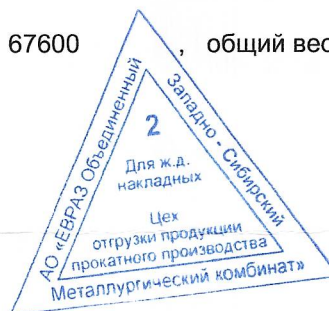 67600 , общий вес
АО «ЕВРАЗ Объединенный
Западно - Сибирский
Металлургический комбинат»
2
Для ж.д.
накладных
Цех
отгрузки продукции
прокатного производства